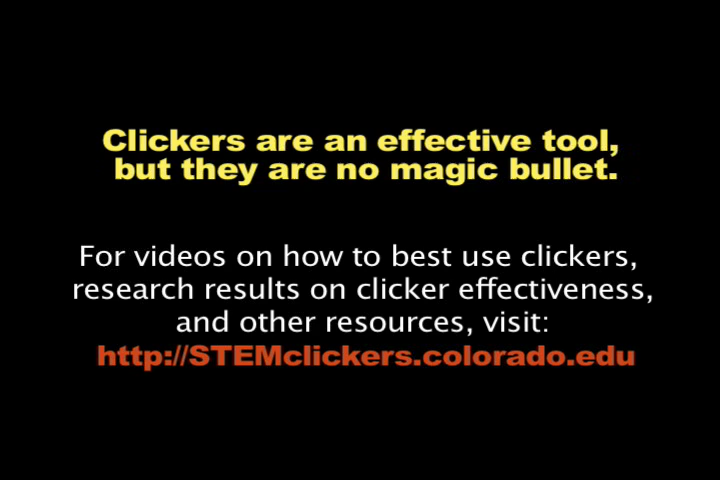 Clickers are an effective tool,
but they are no magic bullet.
For videos on how to best use clickers,
research results on clicker effectiveness,
and other resources, visit:
http://STEMclickers.colorado.edu